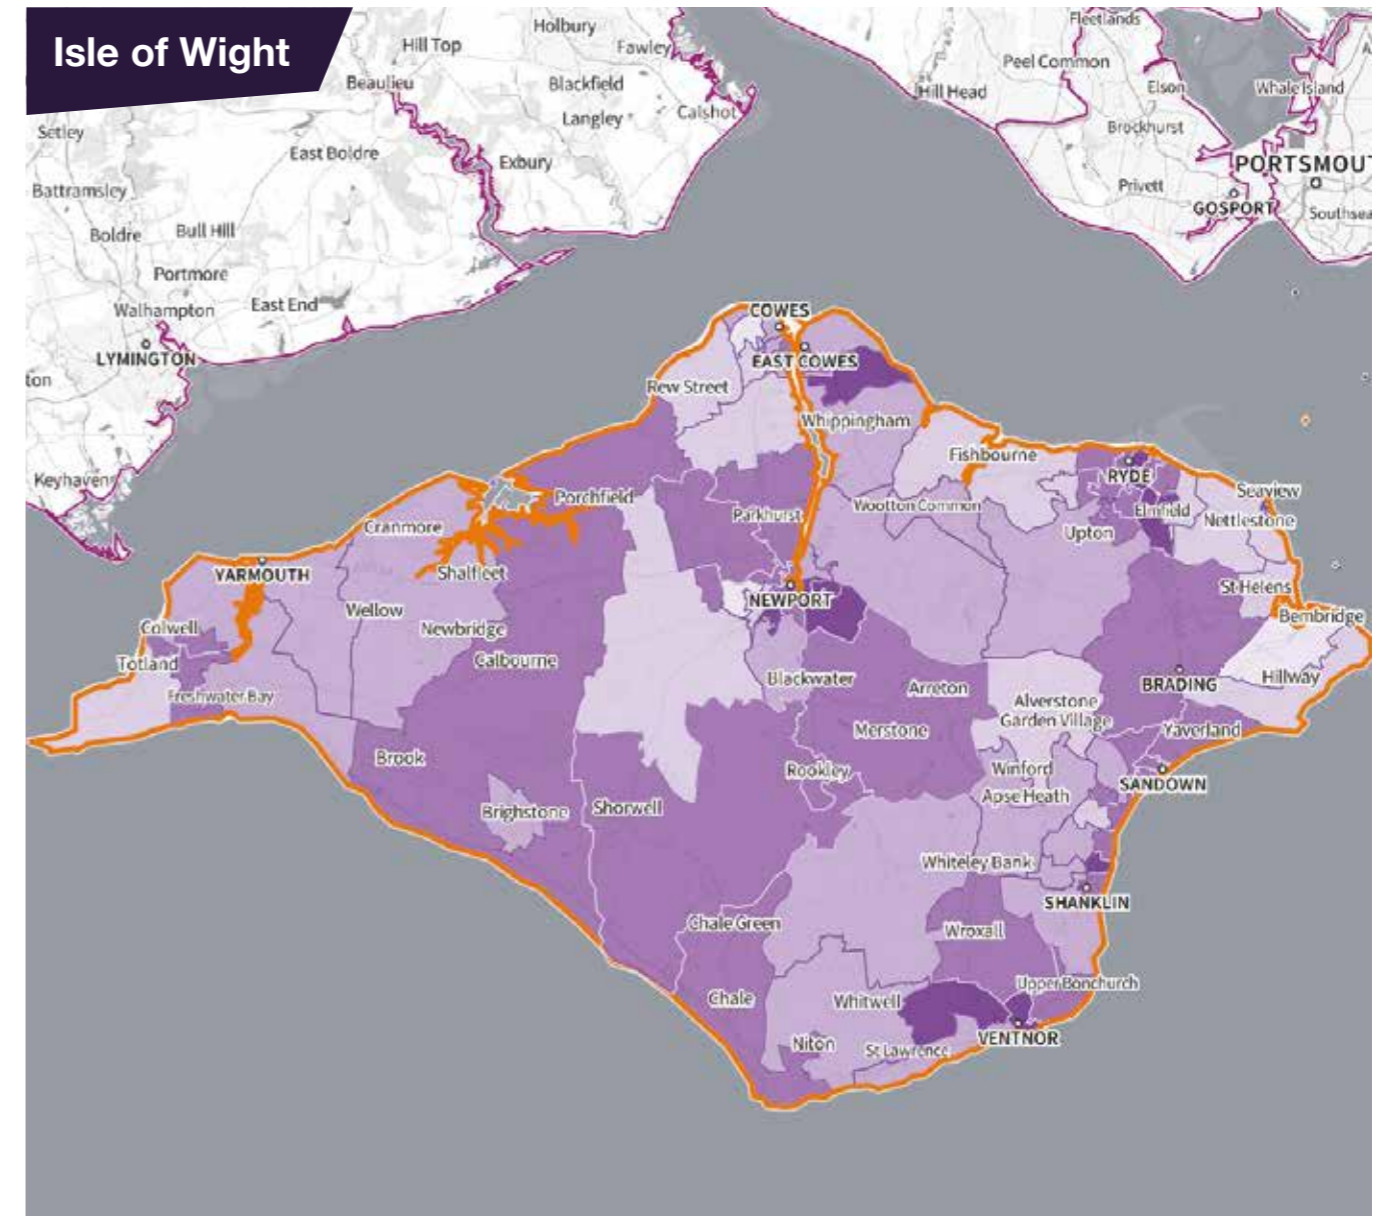 Isle of Wight
Holbury
Fleetlands
Hill Top
Fawley
Peel Common
Beaulieu
Blackfield
Elson
Whale Island
Hill Head
Langley
Calshot
Setley
Brockhurst
East Boldre
Exbury
PORTSMOUT
Battramsley
Privett
GOSPORT
Southsea
Boldre
Bull Hill
Portmore
East End
Walhampton
LYMINGTON
ton
Keyhaven
COWES
EAST COWES
Rew Street
Whippingham
Fishbourne
RYDE
Seaview
Porchfield
Wootton Common
Elmfield
Nettlestone
Parkhurst
Cranmore
Upton
YARMOUTH
Shalfleet
St Helens
NEWPORT
Wellow
Bembridge
Colwell
Newbridge
Totland
Calbourne
Blackwater
Arreton
BRADING
Hillway
Freshwater Bay
Alverstone
Garden Village
Merstone
Yaverland
Brook
Rookley
Winford
SANDOWN
Apse Heath
Brighstone
Shorwell
Whiteley Bank
SHANKLIN
Chale Green
Wroxall
Upper Bonchurch
Chale
Whitwell
Niton
St Lawrence
VENTNOR